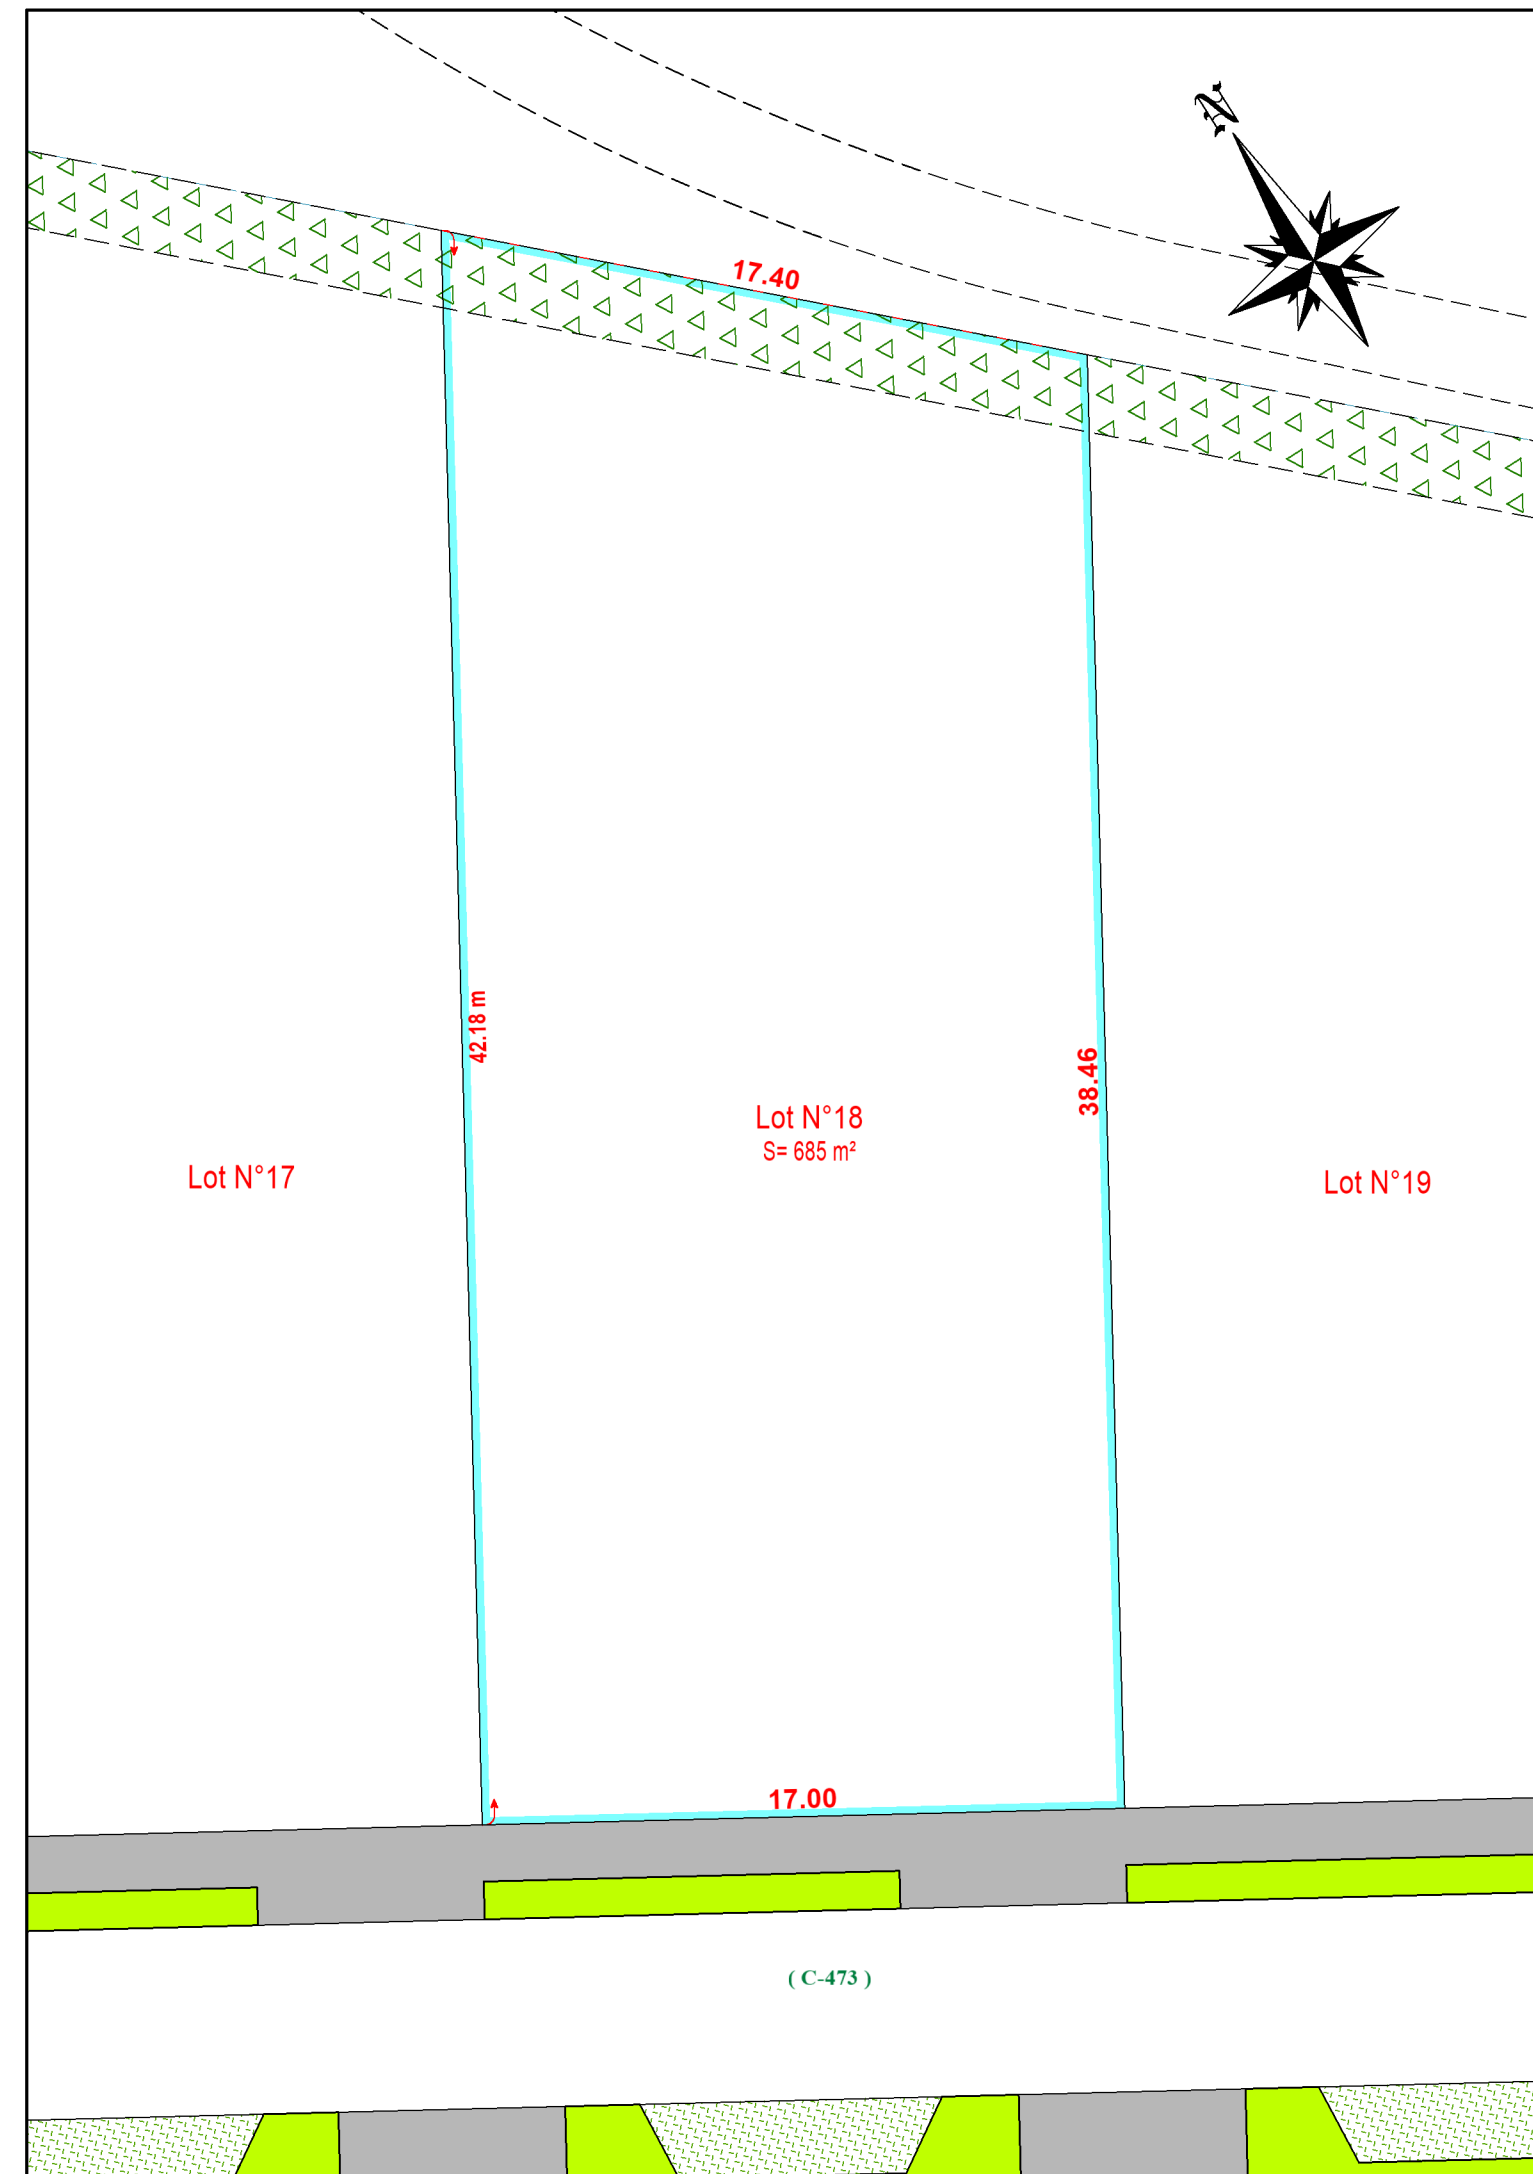 N
17.40
42.18 m
38.46
Lot N°18
S= 685 m²
Lot N°17
Lot N°19
17.00
( C-473 )